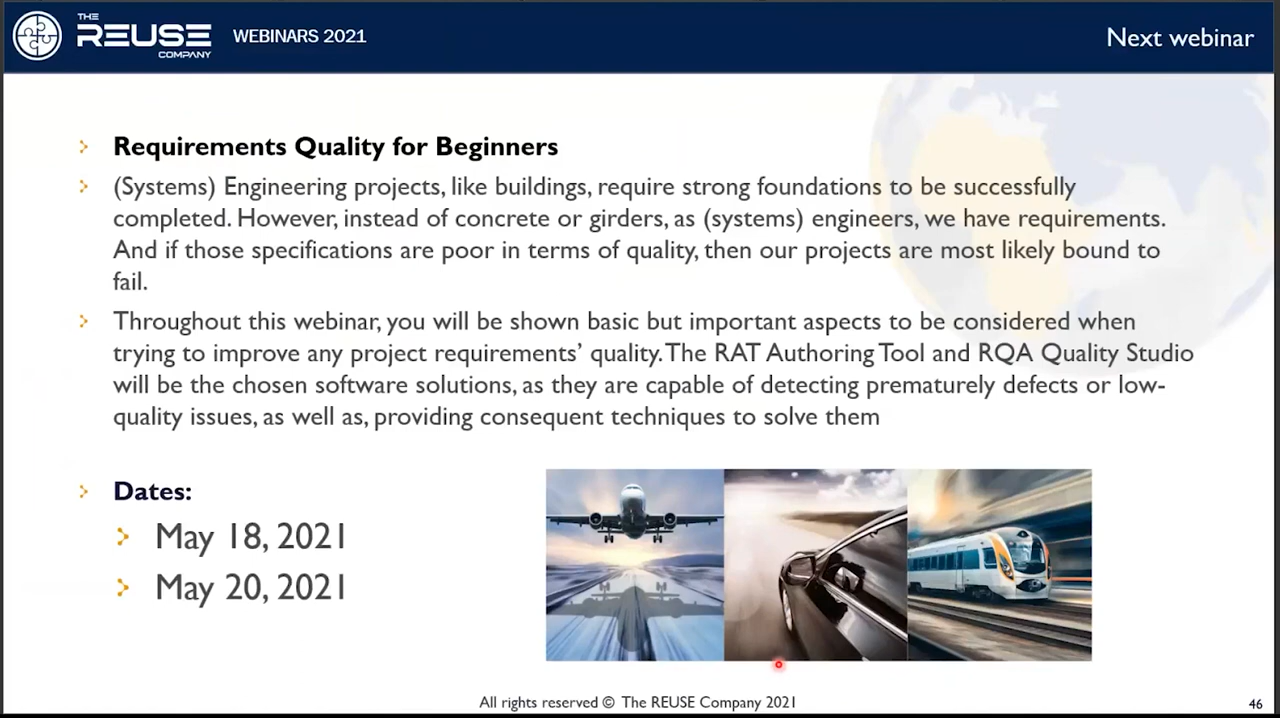 THE
REUSE
COMPANY
WEBINARS 2021
Next webinar
Requirements Quality for Beginners
(Systems) Engineering projects, like buildings, require strong foundations to be successfully
completed. However, instead of concrete or girders, as (systems) engineers, we have requirements.
And if those specifications are poor in terms of quality, then our projects are most likely bound to
fail.
Throughout this webinar, you will be shown basic but important aspects to be considered when
trying to improve any project requirements’ quality. The RAT Authoring Tool and RQA Quality Studio
will be the chosen software solutions, as they are capable of detecting prematurely defects or low-
quality issues, as well as, providing consequent techniques to solve them
Dates:
May 18, 2021
May 20, 2021
All rights reserved © The REUSE Company 2021
46